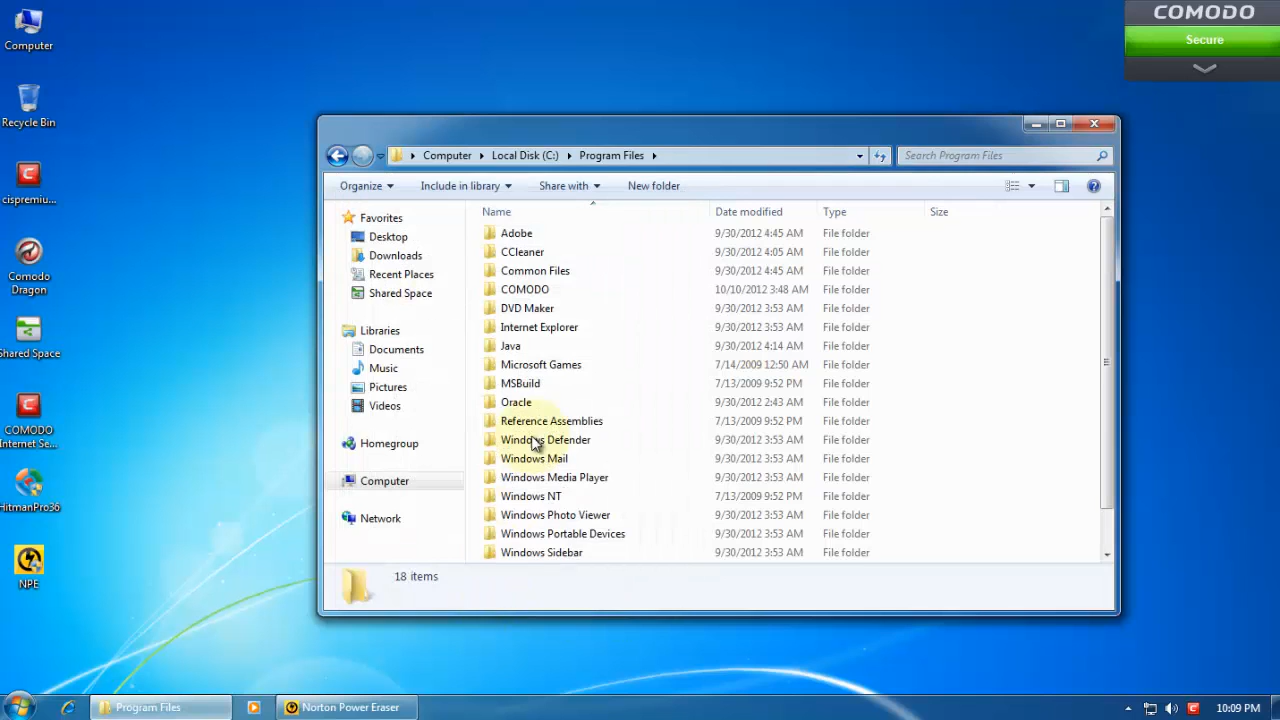 COMODO
Secure
Computer
Recycle Bin
cispremiu...
Comodo
Dragon
Shared Space
COMODO
Internet Se...
HitmanPro36
NPE
Computer Local Disk (C:) Program Files
Search Program Files
Organize Include in library Share with New folder
Name Date modified Type Size
Favorites
Desktop
Downloads
Recent Places
Shared Space
Libraries
Documents
Music
Pictures
Videos
Homegroup
Computer
Network
Adobe 9/30/2012 4:45 AM File folder
CCleaner 9/30/2012 4:05 AM File folder
Common Files 9/30/2012 4:45 AM File folder
COMODO 10/10/2012 3:48 AM File folder
DVD Maker 9/30/2012 3:53 AM File folder
Internet Explorer 9/30/2012 3:53 AM File folder
Java 9/30/2012 4:14 AM File folder
Microsoft Games 7/14/2009 12:50 AM File folder
MSBuild 7/13/2009 9:52 PM File folder
Oracle 9/30/2012 2:43 AM File folder
Reference Assemblies 7/13/2009 9:52 PM File folder
Windows Defender 9/30/2012 3:53 AM File folder
Windows Mail 9/30/2012 3:53 AM File folder
Windows Media Player 9/30/2012 3:53 AM File folder
Windows NT 7/13/2009 9:52 PM File folder
Windows Photo Viewer 9/30/2012 3:53 AM File folder
Windows Portable Devices 9/30/2012 3:53 AM File folder
Windows Sidebar 9/30/2012 3:53 AM File folder
18 items
Program Files
Norton Power Eraser
10:09 PM